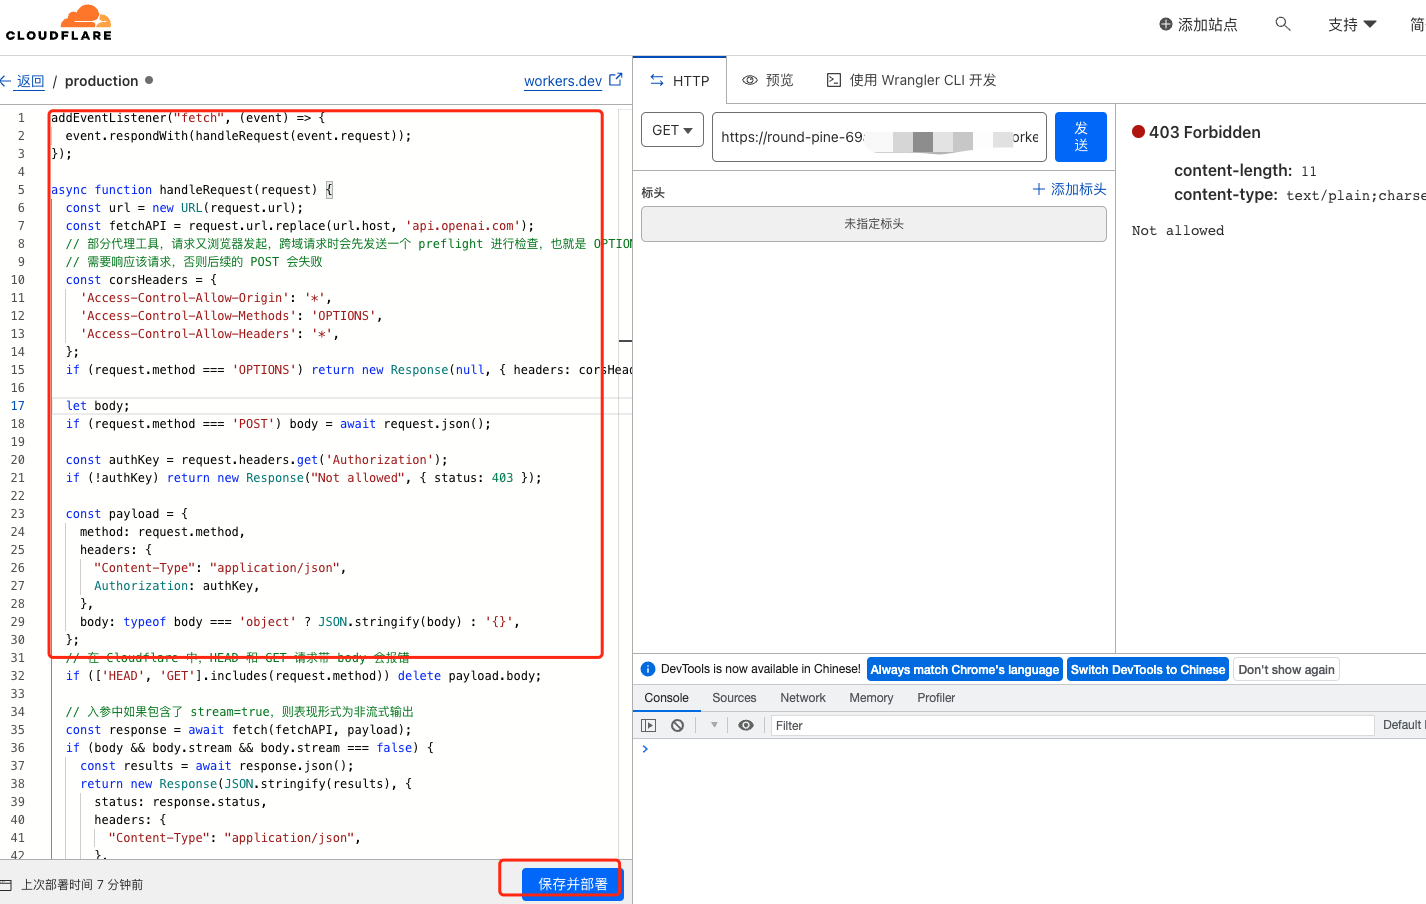 CLOUDFLARE
添加站点
支持
简
返回 / production
workers.dev
HTTP
预览
使用 Wrangler CLI 开发
1 addEventListener("fetch", (event) => {
2 event.respondWith(handleRequest(event.request));
3 });
4
5 async function handleRequest(request) {
6 const url = new URL(request.url);
7 const fetchAPI = request.url.replace(url.host, 'api.openai.com');
8 // 部分代理工具，请求又浏览器发起，跨域请求时会先发送一个 preflight 进行检查，也就是 OPTION
9 // 需要响应该请求，否则后续的 POST 会失败
10 const corsHeaders = {
11 'Access-Control-Allow-Origin': '*',
12 'Access-Control-Allow-Methods': 'OPTIONS',
13 'Access-Control-Allow-Headers': '*',
14 };
15 if (request.method === 'OPTIONS') return new Response(null, { headers: corsHead
16
17 let body;
18 if (request.method === 'POST') body = await request.json();
19
20 const authKey = request.headers.get('Authorization');
21 if (!authKey) return new Response("Not allowed", { status: 403 });
22
23 const payload = {
24 method: request.method,
25 headers: {
26 "Content-Type": "application/json",
27 Authorization: authKey,
28 },
29 body: typeof body === 'object' ? JSON.stringify(body) : '{}',
30 };
31 // 在 Cloudflare 中，HEAD 和 GET 请求带 body 会报错
32 if (['HEAD', 'GET'].includes(request.method)) delete payload.body;
33
34 // 入参中如果包含了 stream=true，则表现形式为非流式输出
35 const response = await fetch(fetchAPI, payload);
36 if (body && body.stream && body.stream === false) {
37 const results = await response.json();
38 return new Response(JSON.stringify(results), {
39 status: response.status,
40 headers: {
41 "Content-Type": "application/json",
42 },
上次部署时间 7 分钟前
保存并部署
GET
https://round-pine-69
orke
发送
标头
添加标头
未指定标头
403 Forbidden
content-length: 11
content-type: text/plain;charse
Not allowed
DevTools is now available in Chinese!
Always match Chrome's language
Switch DevTools to Chinese
Don't show again
Console
Sources
Network
Memory
Profiler
Filter
Default